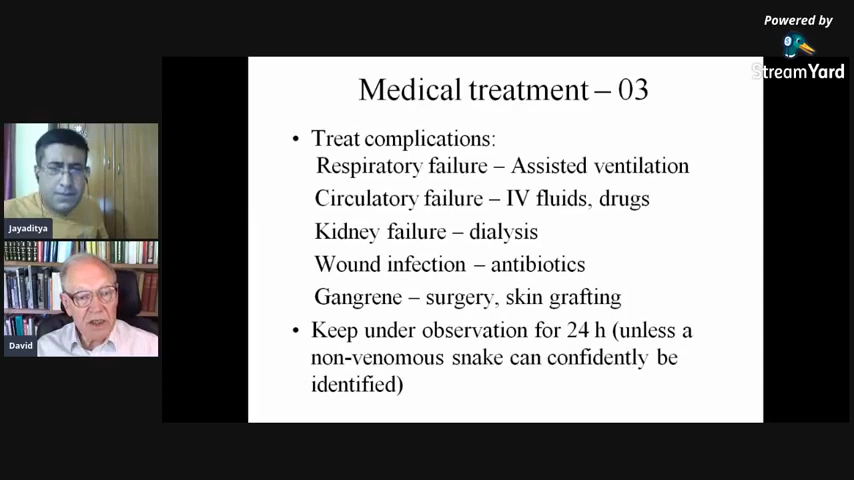 Powered by
StreamYard
Medical treatment – 03
• Treat complications:
Respiratory failure – Assisted ventilation
Circulatory failure – IV fluids, drugs
Kidney failure – dialysis
Wound infection – antibiotics
Gangrene – surgery, skin grafting
• Keep under observation for 24 h (unless a
non-venomous snake can confidently be
identified)
Jayaditya
David